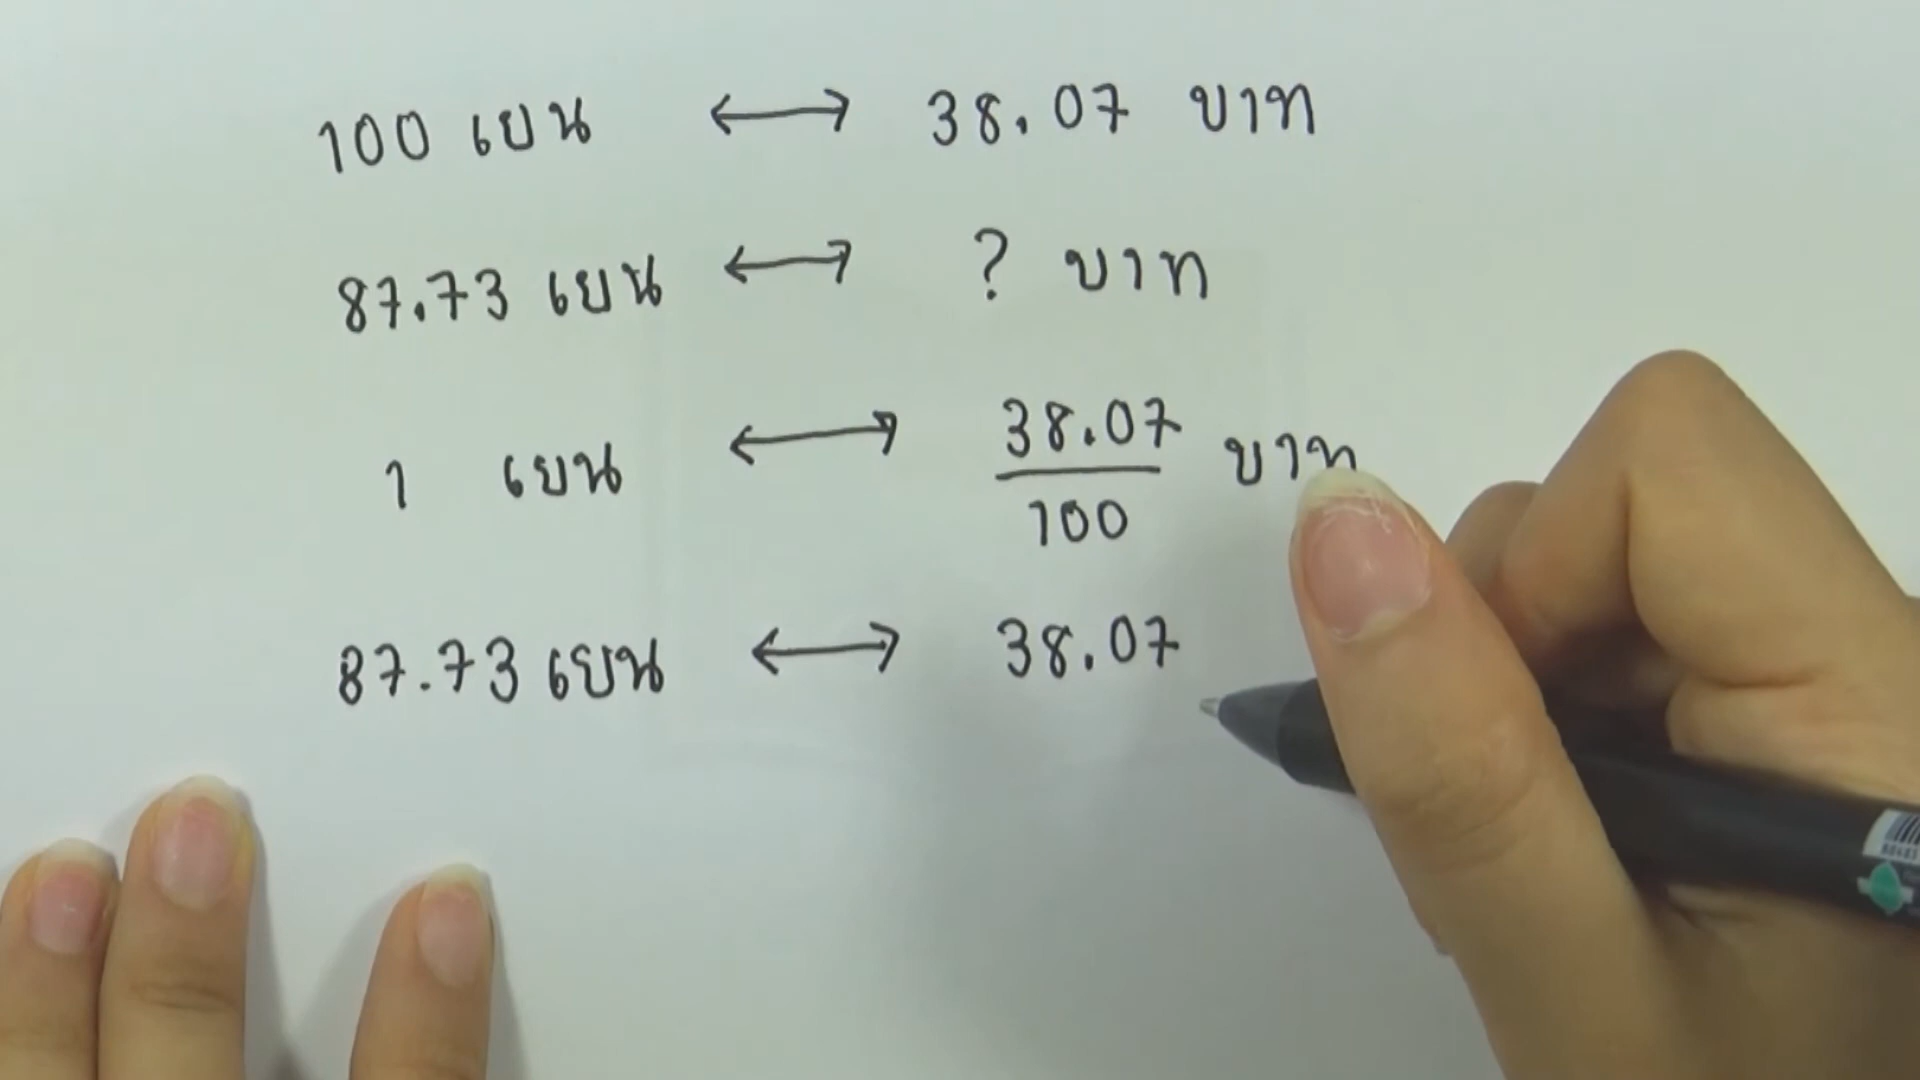 100 เยน ⟷ 38.07 บาท
87.73 เยน ⟷ ? บาท
1 เยน ⟷ 38.07/100 บาท
87.73 เยน ⟷ 38.07